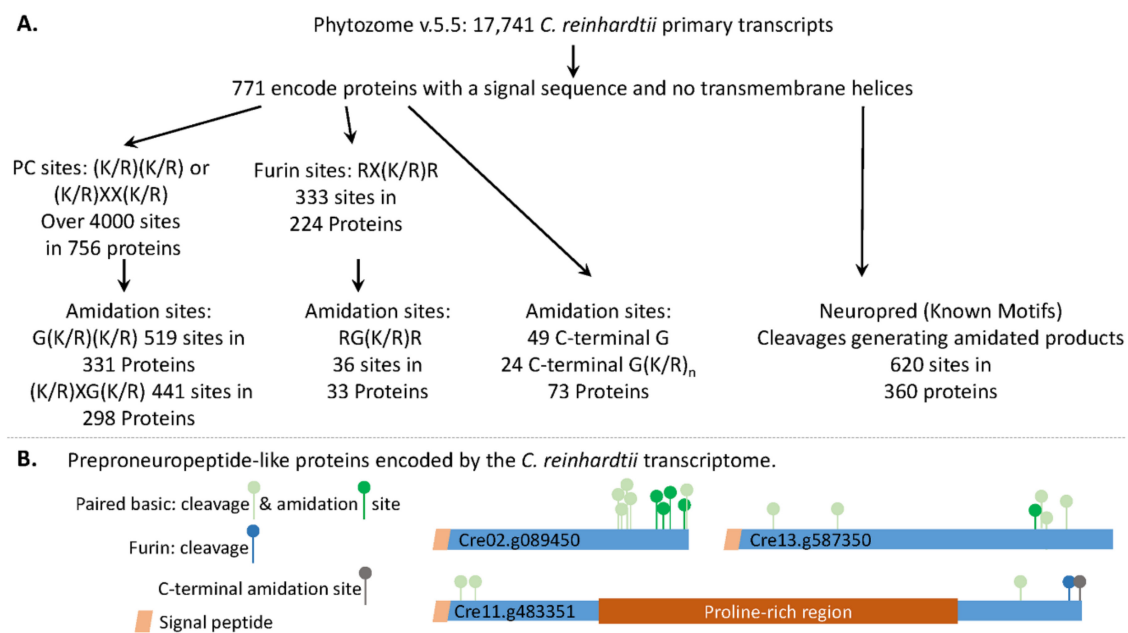 A.
Phytozome v.5.5: 17,741 C. reinhardtii primary transcripts
771 encode proteins with a signal sequence and no transmembrane helices
PC sites: (K/R)(K/R) or
(K/R)XX(K/R)
Over 4000 sites
in 756 proteins
Furin sites: RX(K/R)R
333 sites in
224 Proteins
Amidation sites:
G(K/R)(K/R) 519 sites in
331 Proteins
(K/R)XG(K/R) 441 sites in
298 Proteins
Amidation sites:
RG(K/R)R
36 sites in
33 Proteins
Amidation sites:
49 C-terminal G
24 C-terminal G(K/R)n
73 Proteins
Neuropred (Known Motifs)
Cleavages generating amidated products
620 sites in
360 proteins
B. Preproneuropeptide-like proteins encoded by the C. reinhardtii transcriptome.
Paired basic: cleavage & amidation site
Furin: cleavage
C-terminal amidation site
Signal peptide
Cre02.g089450
Cre13.g587350
Cre11.g483351
Proline-rich region